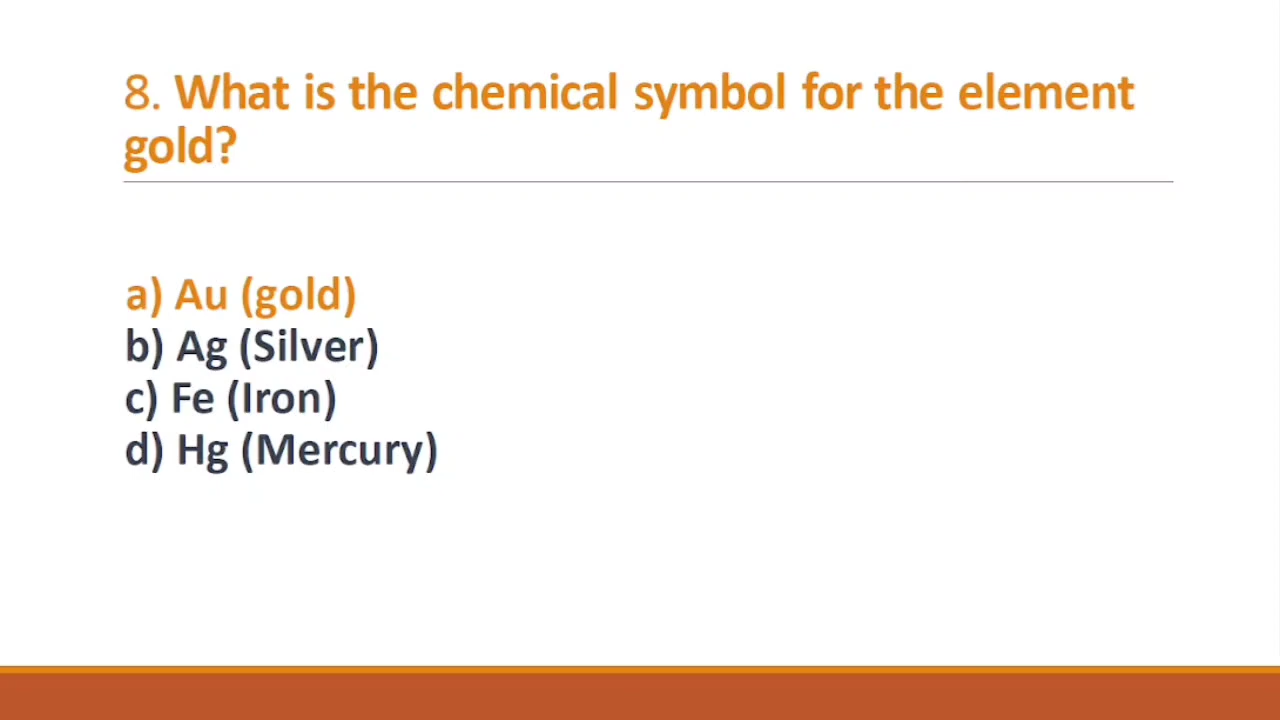 8. What is the chemical symbol for the element
gold?
a) Au (gold)
b) Ag (Silver)
c) Fe (Iron)
d) Hg (Mercury)